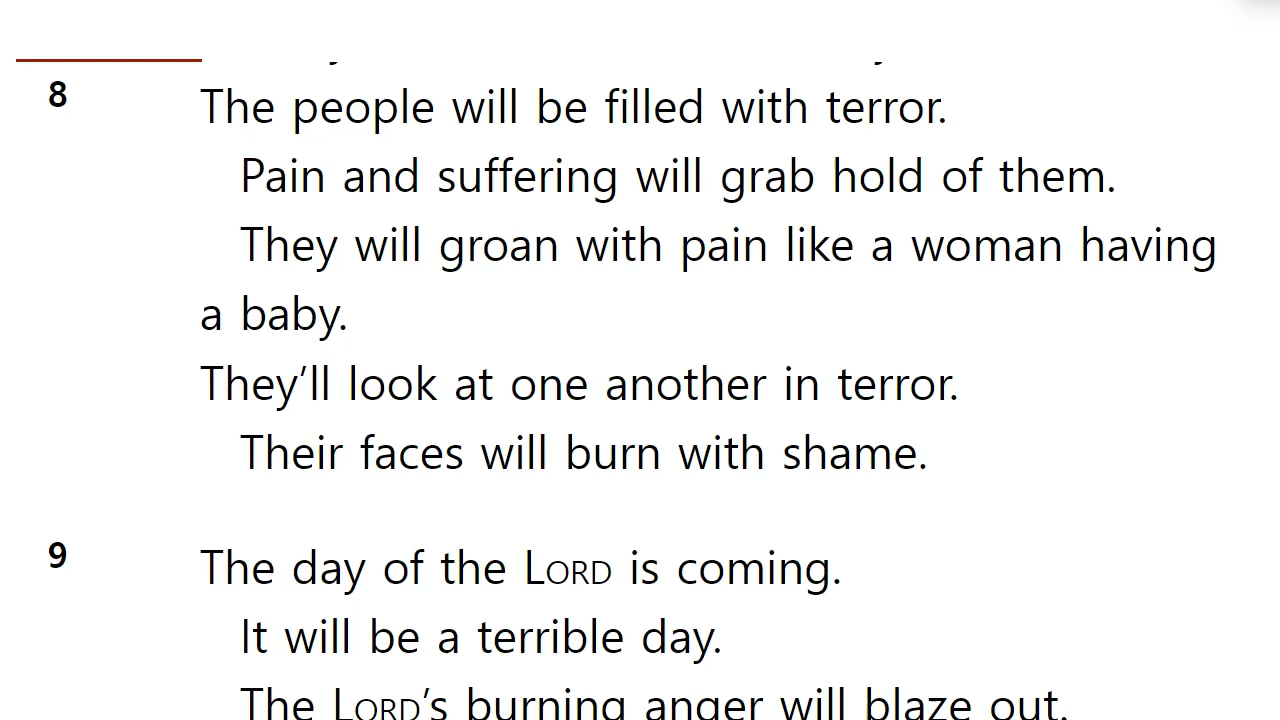 8 The people will be filled with terror.
Pain and suffering will grab hold of them.
They will groan with pain like a woman having
a baby.
They’ll look at one another in terror.
Their faces will burn with shame.
9 The day of the LORD is coming.
It will be a terrible day.
The LORD’s burning anger will blaze out.